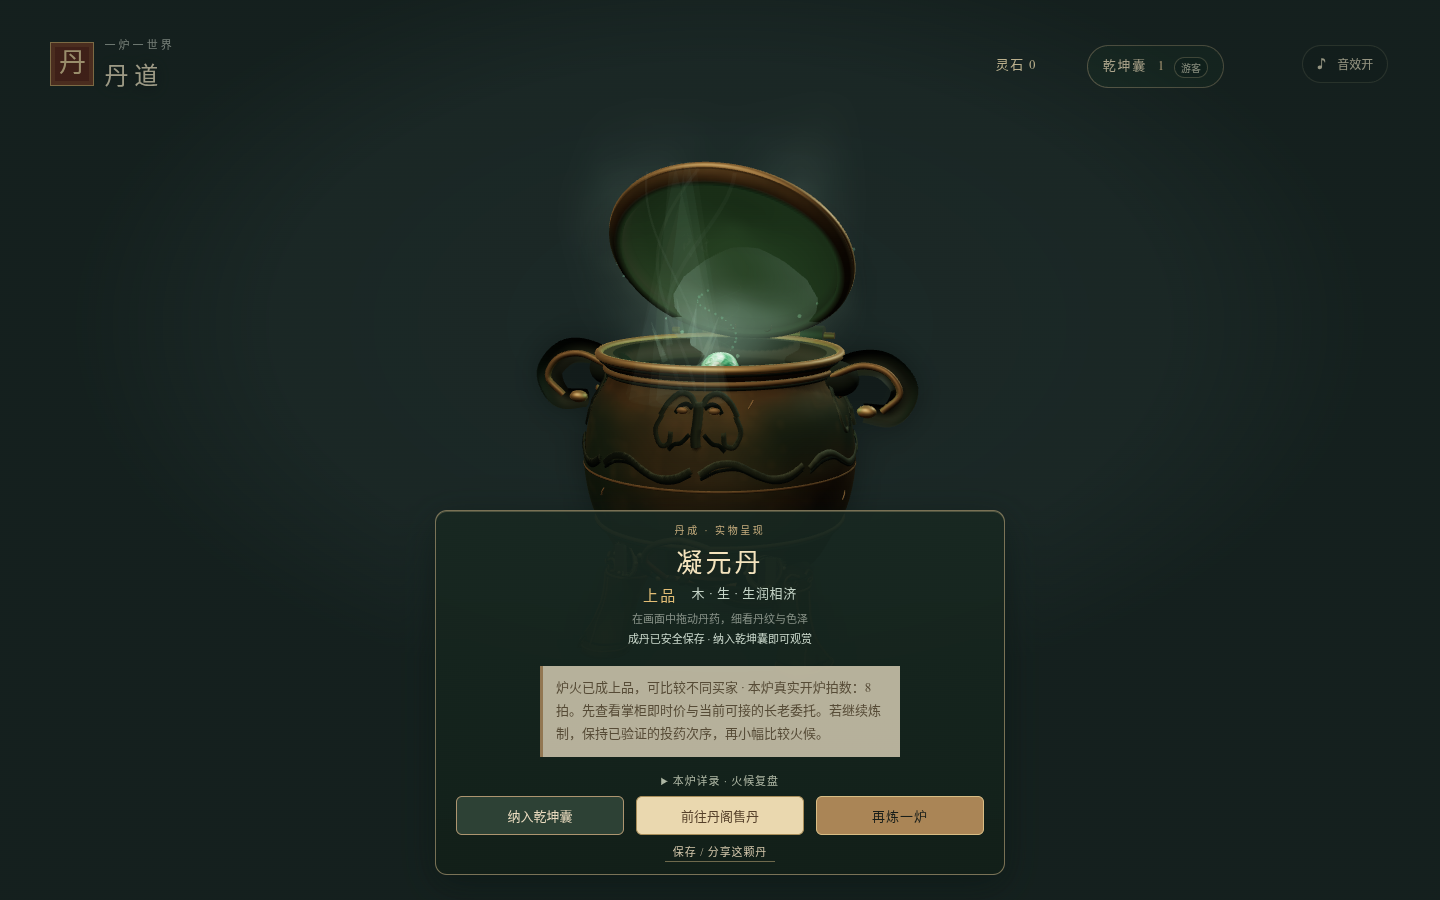 丹
一炉一世界
丹道
灵石 0
乾坤囊 1 游客
♪ 音效开
丹成 · 实物呈现
凝元丹
上品 木 · 生 · 生润相济
在画面中拖动丹药，细看丹纹与色泽
成丹已安全保存 · 纳入乾坤囊即可观赏
炉火已成上品，可比较不同买家 · 本炉真实开炉拍数：8
拍。先查看掌柜即时价与当前可接的长老委托。若继续炼
制，保持已验证的投药次序，再小幅比较火候。
▶ 本炉详录 · 火候复盘
纳入乾坤囊
前往丹阁售丹
再炼一炉
保存 / 分享这颗丹